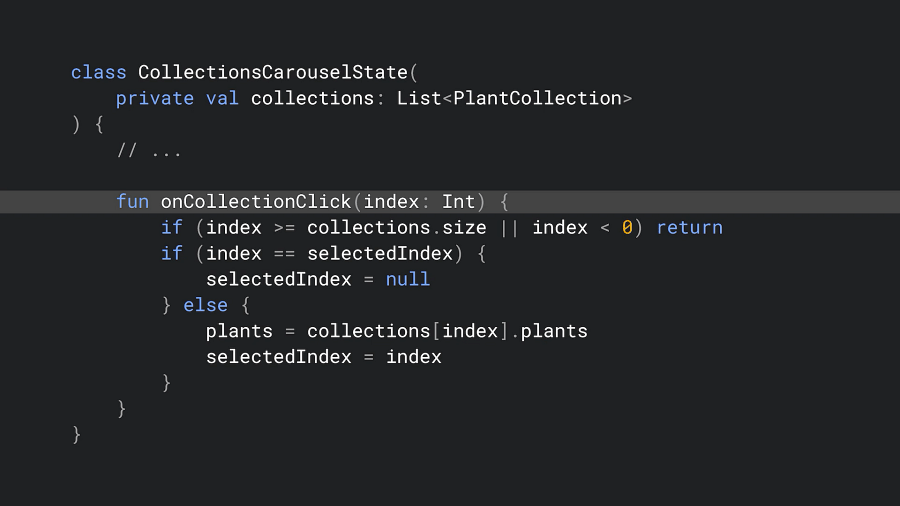 class CollectionsCarouselState(
    private val collections: List<PlantCollection>
) {
    // ...

    fun onCollectionClick(index: Int) {
        if (index >= collections.size || index < 0) return
        if (index == selectedIndex) {
            selectedIndex = null
        } else {
            plants = collections[index].plants
            selectedIndex = index
        }
    }
}